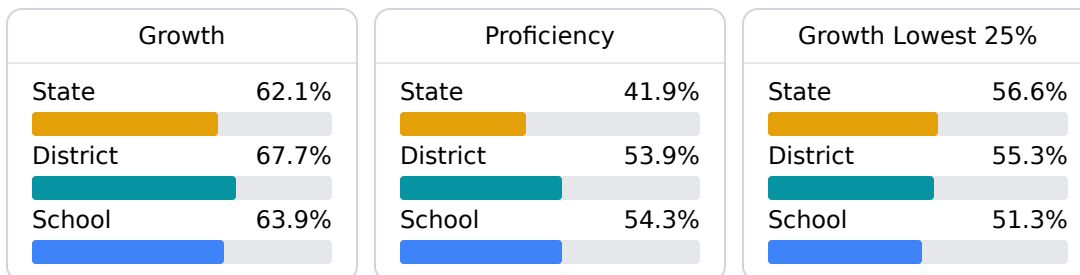 Growth
State 62.1%
District 67.7%
School 63.9%
Proficiency
State 41.9%
District 53.9%
School 54.3%
Growth Lowest 25%
State 56.6%
District 55.3%
School 51.3%